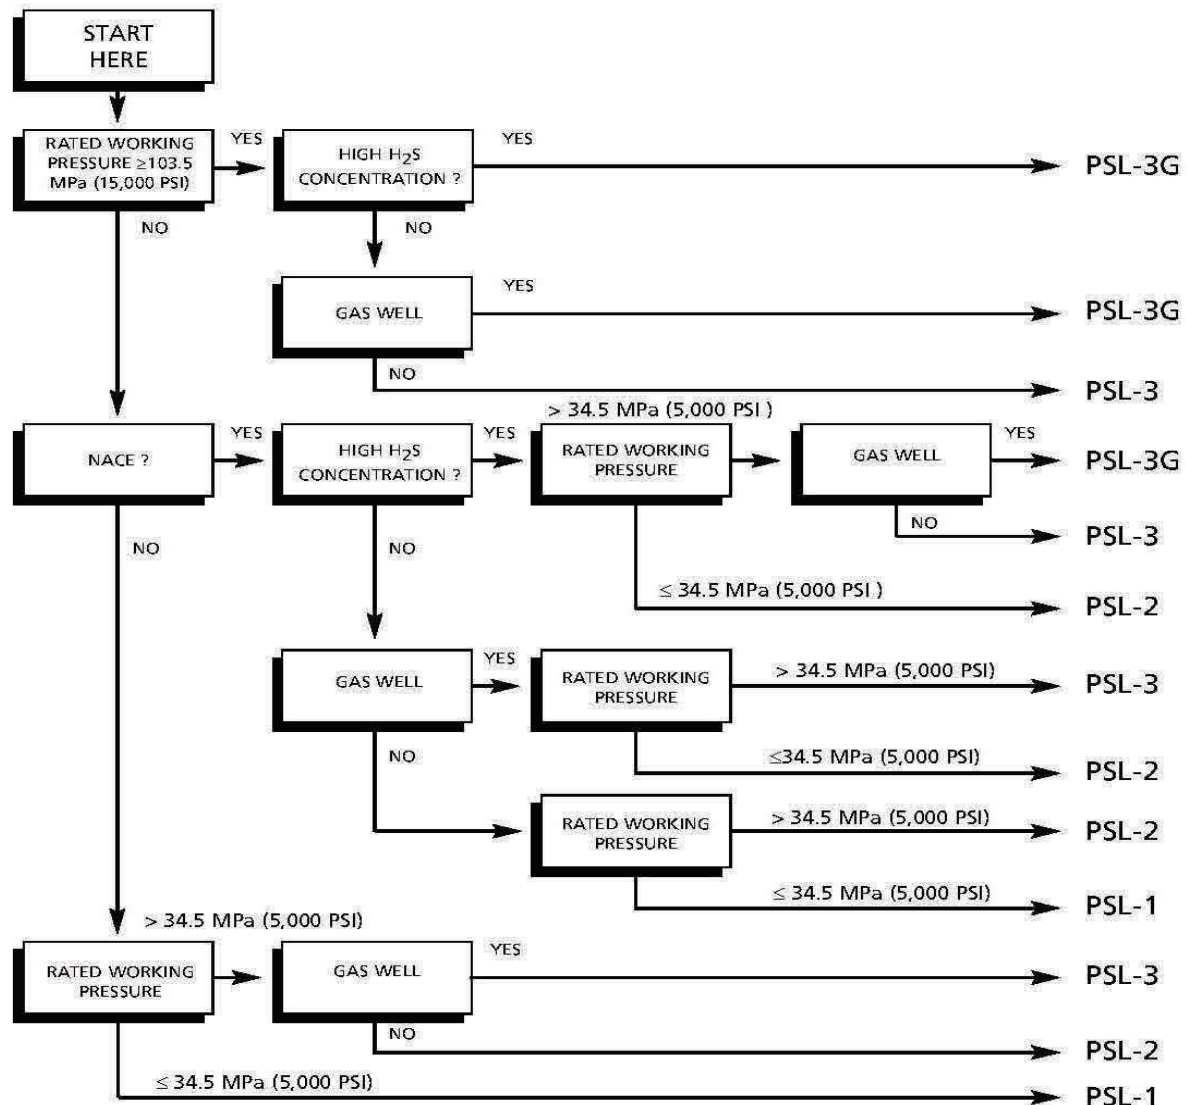 START
HERE
RATED WORKING
PRESSURE ≥103.5
MPa (15,000 PSI)
YES
HIGH H2S
CONCENTRATION ?
YES
PSL-3G
NO
NO
GAS WELL
YES
PSL-3G
NO
PSL-3
NACE ?
YES
HIGH H2S
CONCENTRATION ?
YES
> 34.5 MPa (5,000 PSI )
RATED WORKING
PRESSURE
GAS WELL
YES
PSL-3G
NO
PSL-3
NO
NO
≤ 34.5 MPa (5,000 PSI )
PSL-2
GAS WELL
YES
RATED WORKING
PRESSURE
> 34.5 MPa (5,000 PSI)
PSL-3
NO
≤34.5 MPa (5,000 PSI)
PSL-2
RATED WORKING
PRESSURE
> 34.5 MPa (5,000 PSI)
PSL-2
≤ 34.5 MPa (5,000 PSI)
PSL-1
> 34.5 MPa (5,000 PSI)
RATED WORKING
PRESSURE
GAS WELL
YES
PSL-3
NO
PSL-2
≤ 34.5 MPa (5,000 PSI)
PSL-1